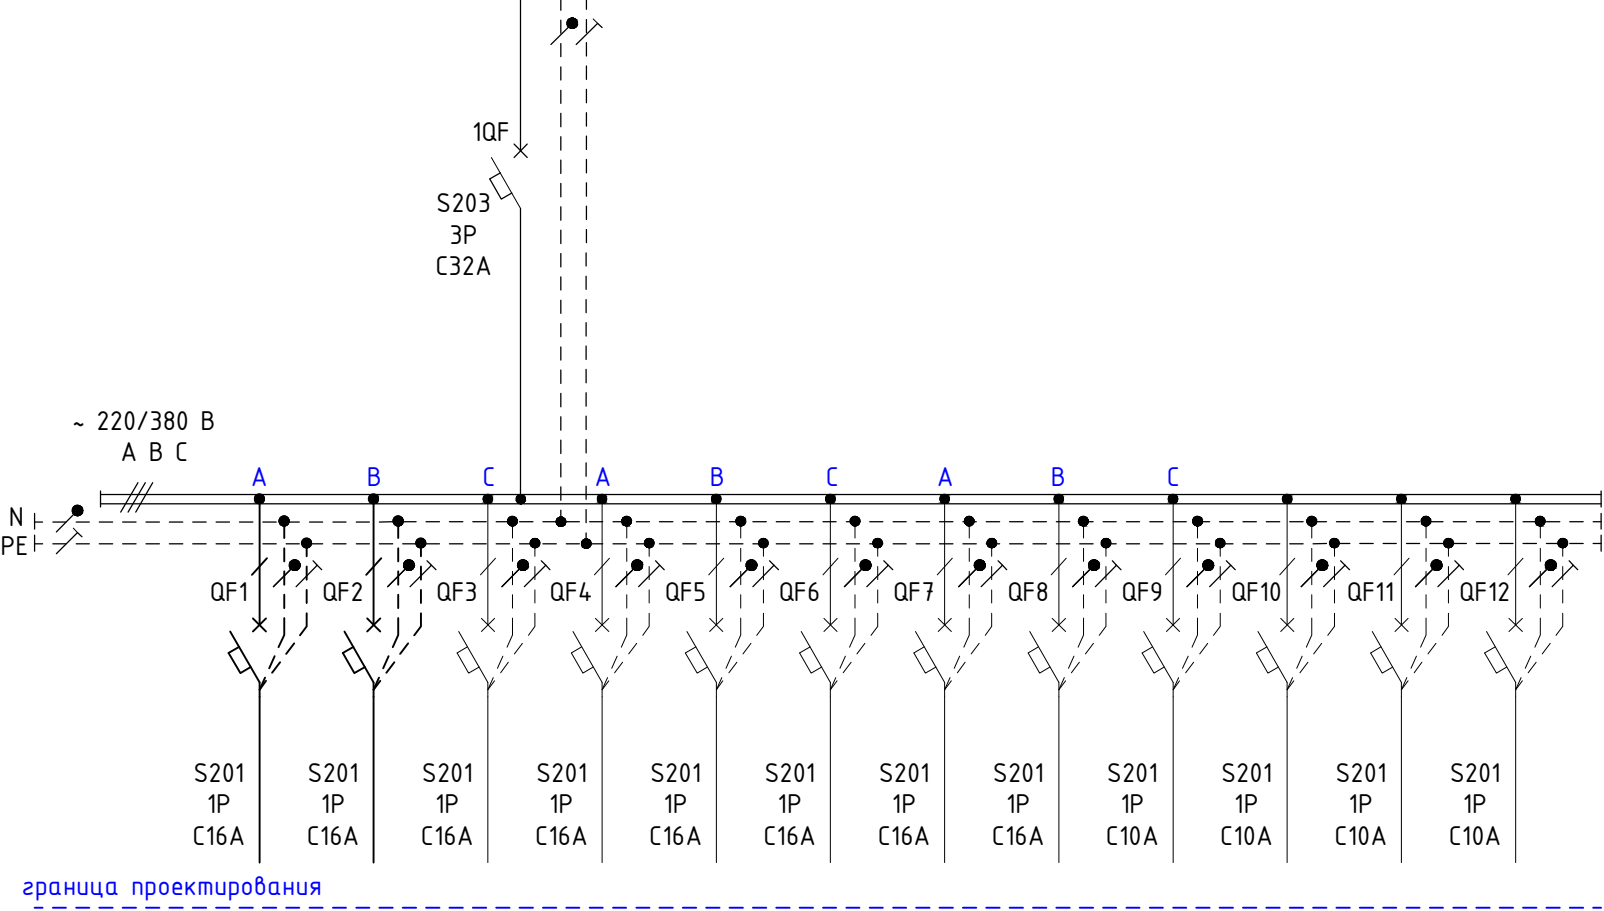 1QF
S203
3P
C32A
~ 220/380 В
A B C
A B C A B C A B C
N
PE
QF1 QF2 QF3 QF4 QF5 QF6 QF7 QF8 QF9 QF10 QF11 QF12
S201 S201 S201 S201 S201 S201 S201 S201 S201 S201 S201 S201
1P 1P 1P 1P 1P 1P 1P 1P 1P 1P 1P 1P
C16A C16A C16A C16A C16A C16A C16A C16A C10A C10A C10A C10A
граница проектирования